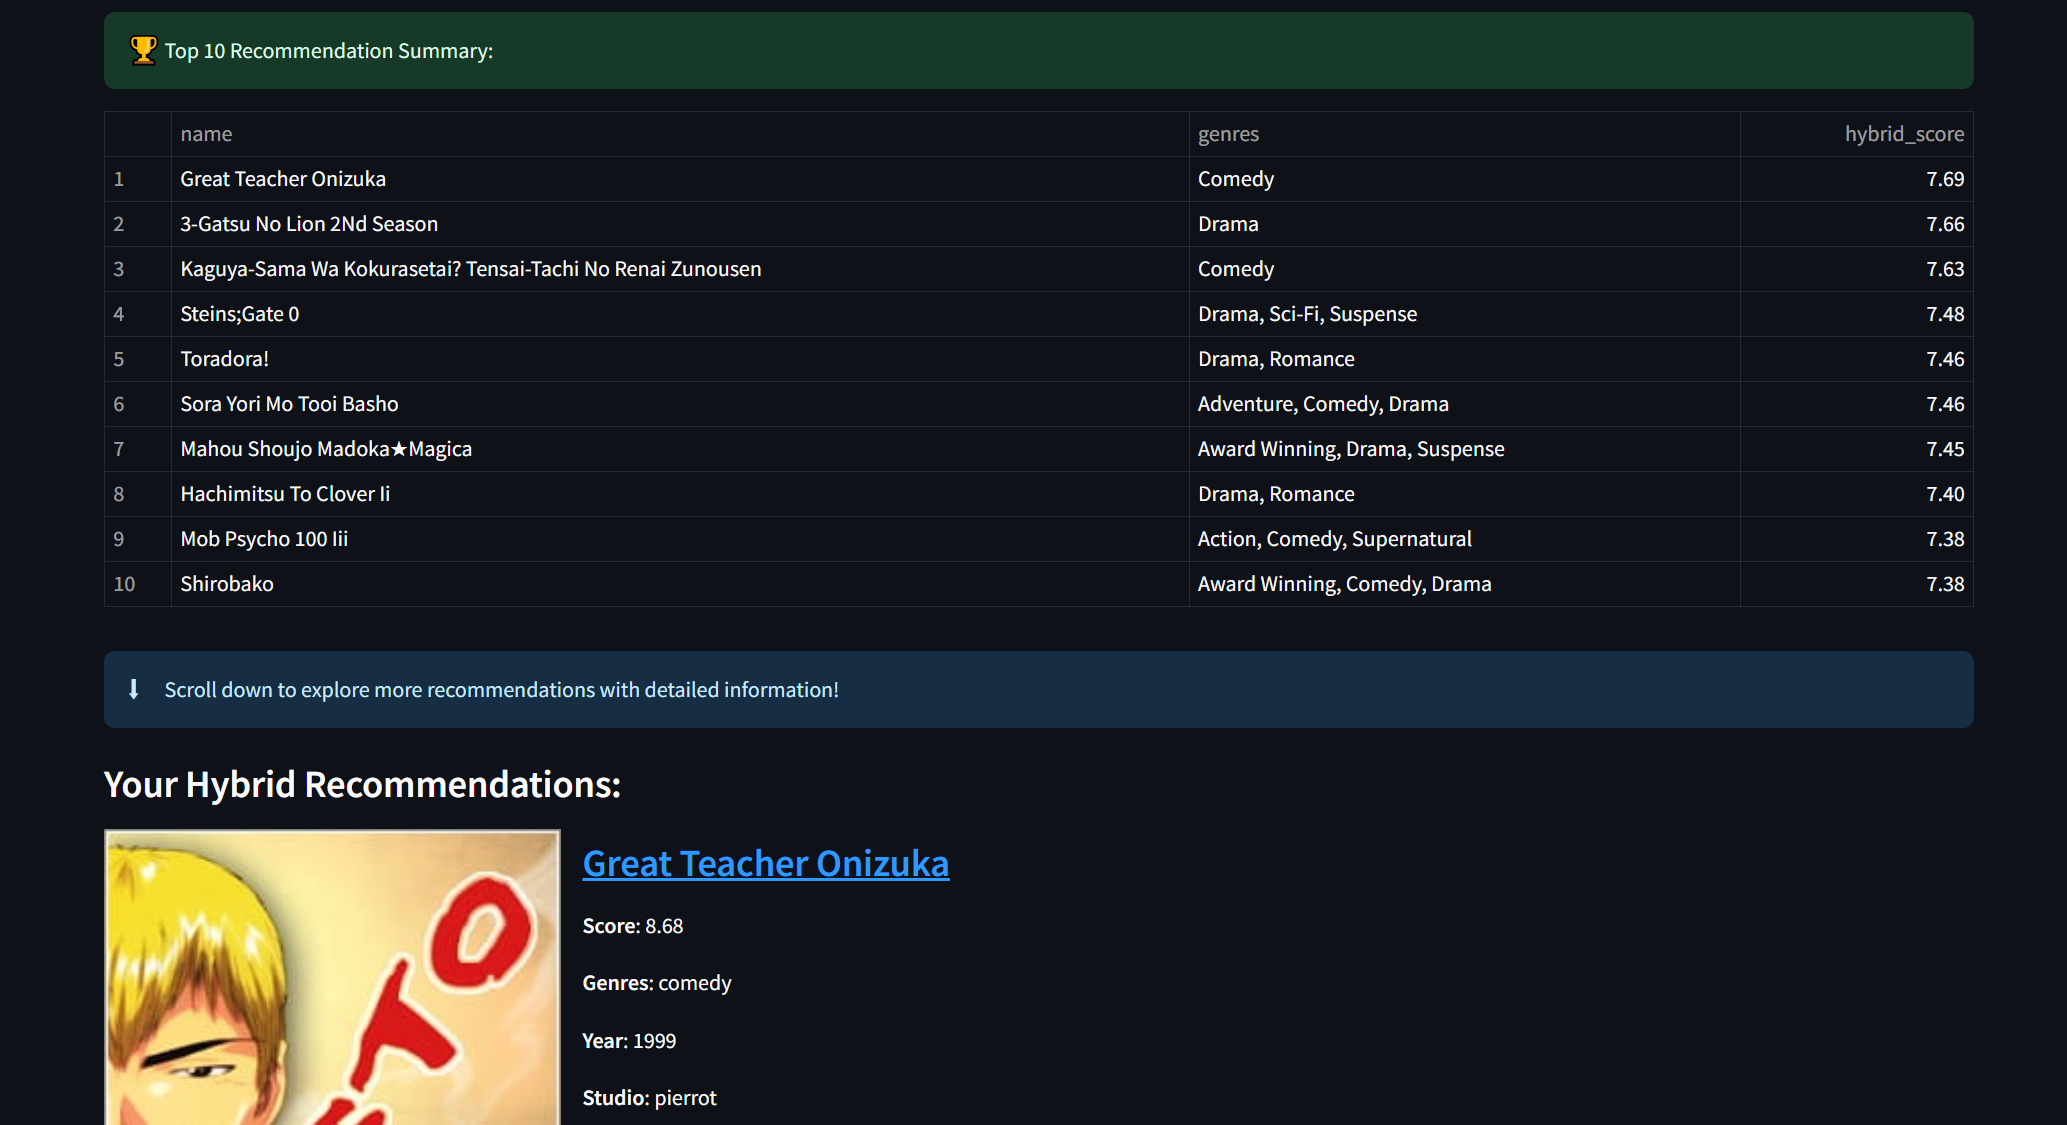 🏆 Top 10 Recommendation Summary:
name genres hybrid_score
1 Great Teacher Onizuka Comedy 7.69
2 3-Gatsu No Lion 2Nd Season Drama 7.66
3 Kaguya-Sama Wa Kokurasetai? Tensai-Tachi No Renai Zunousen Comedy 7.63
4 Steins;Gate 0 Drama, Sci-Fi, Suspense 7.48
5 Toradora! Drama, Romance 7.46
6 Sora Yori Mo Tooi Basho Adventure, Comedy, Drama 7.46
7 Mahou Shoujo Madoka★Magica Award Winning, Drama, Suspense 7.45
8 Hachimitsu To Clover Ii Drama, Romance 7.40
9 Mob Psycho 100 Iii Action, Comedy, Supernatural 7.38
10 Shirobako Award Winning, Comedy, Drama 7.38
⬇ Scroll down to explore more recommendations with detailed information!
Your Hybrid Recommendations:
Great Teacher Onizuka
Score: 8.68
Genres: comedy
Year: 1999
Studio: pierrot